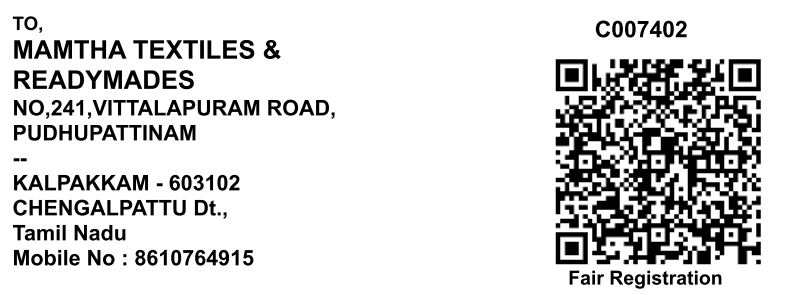 TO,
MAMTHA TEXTILES &
READYMADES
NO,241,VITTALAPURAM ROAD,
PUDHUPATTINAM
--
KALPAKKAM - 603102
CHENGALPATTU Dt.,
Tamil Nadu
Mobile No : 8610764915
C007402
Fair Registration